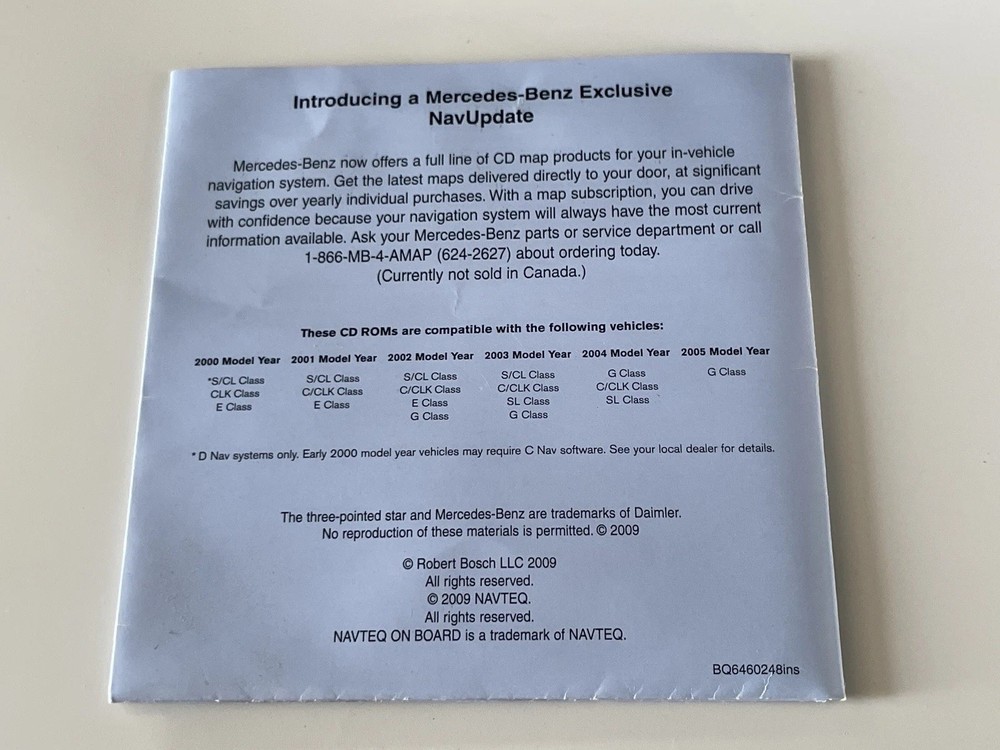 Introducing a Mercedes-Benz Exclusive
NavUpdate
Mercedes-Benz now offers a full line of CD map products for your in-vehicle
navigation system. Get the latest maps delivered directly to your door, at significant
savings over yearly individual purchases. With a map subscription, you can drive
with confidence because your navigation system will always have the most current
information available. Ask your Mercedes-Benz parts or service department or call
1-866-MB-4-AMAP (624-2627) about ordering today.
(Currently not sold in Canada.)
These CD ROMs are compatible with the following vehicles:
2000 Model Year 2001 Model Year 2002 Model Year 2003 Model Year 2004 Model Year 2005 Model Year
*S/CL Class S/CL Class S/CL Class S/CL Class G Class G Class
CLK Class C/CLK Class C/CLK Class C/CLK Class C/CLK Class
E Class E Class E Class SL Class SL Class
G Class G Class
* D Nav systems only. Early 2000 model year vehicles may require C Nav software. See your local dealer for details.
The three-pointed star and Mercedes-Benz are trademarks of Daimler.
No reproduction of these materials is permitted. © 2009
© Robert Bosch LLC 2009
All rights reserved.
© 2009 NAVTEQ.
All rights reserved.
NAVTEQ ON BOARD is a trademark of NAVTEQ.
BQ6460248ins